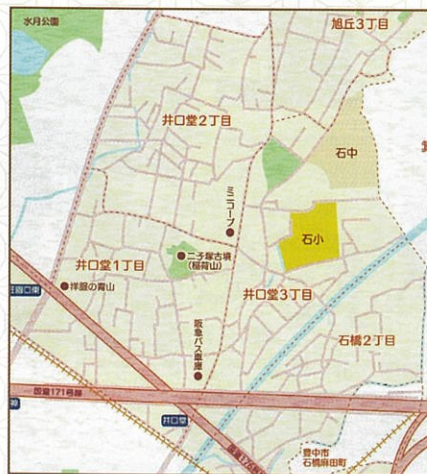 水月公園
旭丘3丁目
井口堂2丁目
石中
ミニコープ
石小
二子塚古墳
(稲荷山)
井口堂1丁目
井口堂3丁目
洋服の青山
阪急バス車庫
石橋2丁目
国道171号線
井口堂
豊中市
石橋麻田町